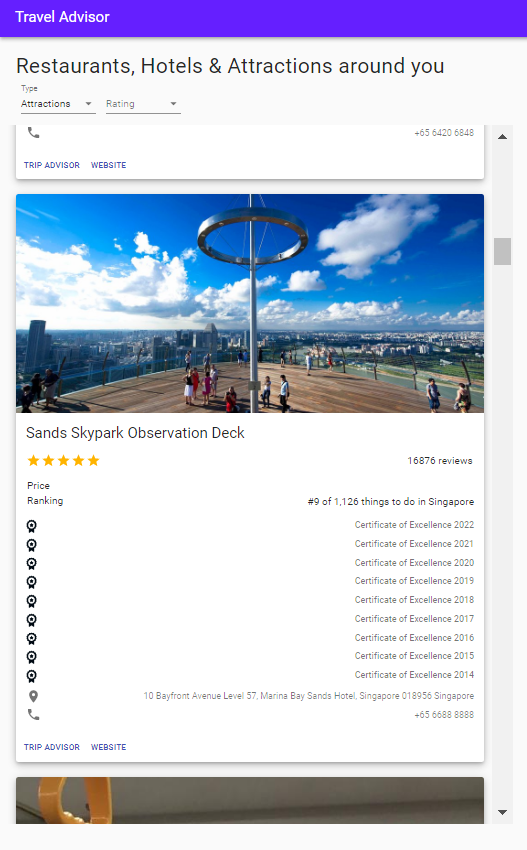 Travel Advisor
Restaurants, Hotels & Attractions around you
Type
Attractions Rating
+65 6420 6848
TRIP ADVISOR WEBSITE
Sands Skypark Observation Deck
16876 reviews
Price
Ranking #9 of 1,126 things to do in Singapore
Certificate of Excellence 2022
Certificate of Excellence 2021
Certificate of Excellence 2020
Certificate of Excellence 2019
Certificate of Excellence 2018
Certificate of Excellence 2017
Certificate of Excellence 2016
Certificate of Excellence 2015
Certificate of Excellence 2014
10 Bayfront Avenue Level 57, Marina Bay Sands Hotel, Singapore 018956 Singapore
+65 6688 8888
TRIP ADVISOR WEBSITE